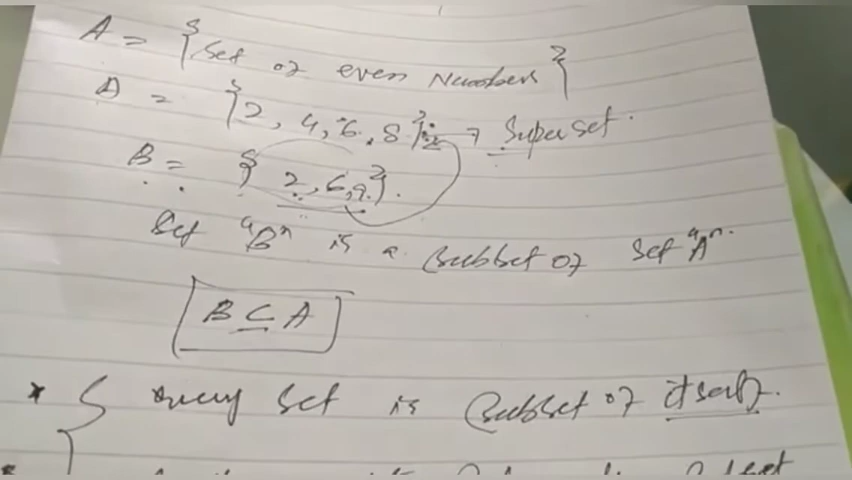 A = {Set of even Numbers}
A = {2, 4, 6, 8} → Superset.
B = {2, 6, 9}.
Set "B" is a subset of Set "A".
B ⊆ A
* { every Set is Subset of itself.